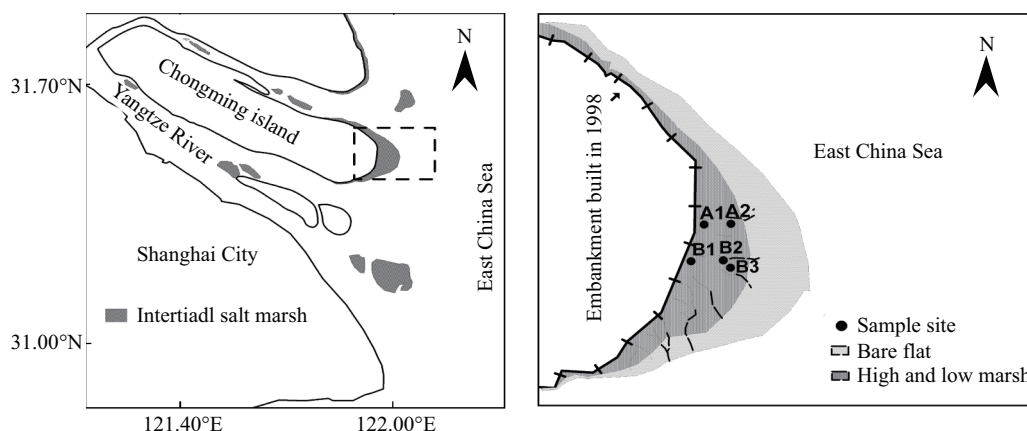 N
31.70°N
Chongming island
Yangtze River
East China Sea
Shanghai City
Intertiadl salt marsh
31.00°N
121.40°E
122.00°E
N
Embankment built in 1998
East China Sea
A1
A2
B1
B2
B3
Sample site
Bare flat
High and low marsh